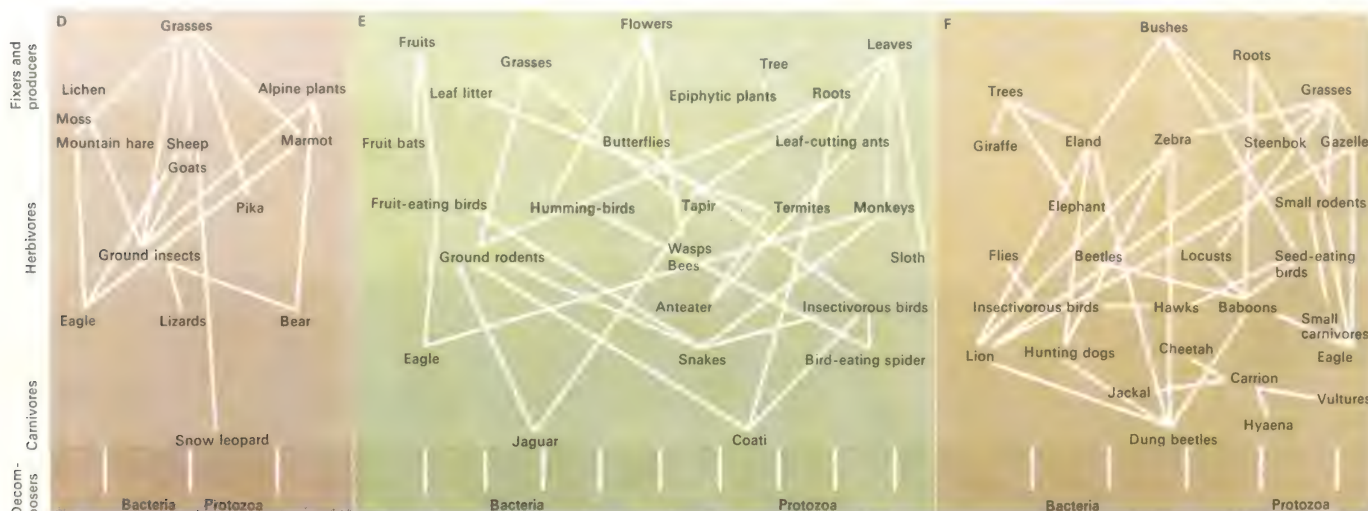 Fixers and
producers
Herbivores
Carnivores
Decom-
posers
D
Grasses
Lichen
Alpine plants
Moss
Mountain hare
Sheep
Marmot
Goats
Pika
Ground insects
Eagle
Lizards
Bear
Snow leopard
Bacteria
Protozoa
E
Flowers
Fruits
Leaves
Grasses
Tree
Leaf litter
Epiphytic plants
Roots
Fruit bats
Butterflies
Leaf-cutting ants
Fruit-eating birds
Humming-birds
Tapir
Termites
Monkeys
Wasps
Bees
Ground rodents
Sloth
Anteater
Insectivorous birds
Eagle
Snakes
Bird-eating spider
Jaguar
Coati
Bacteria
Protozoa
F
Bushes
Roots
Trees
Grasses
Giraffe
Eland
Zebra
Steenbok
Gazelle
Elephant
Small rodents
Flies
Beetles
Locusts
Seed-eating
birds
Insectivorous birds
Hawks
Baboons
Small
carnivores
Lion
Hunting dogs
Cheetah
Eagle
Jackal
Carrion
Vultures
Hyaena
Dung beetles
Bacteria
Protozoa